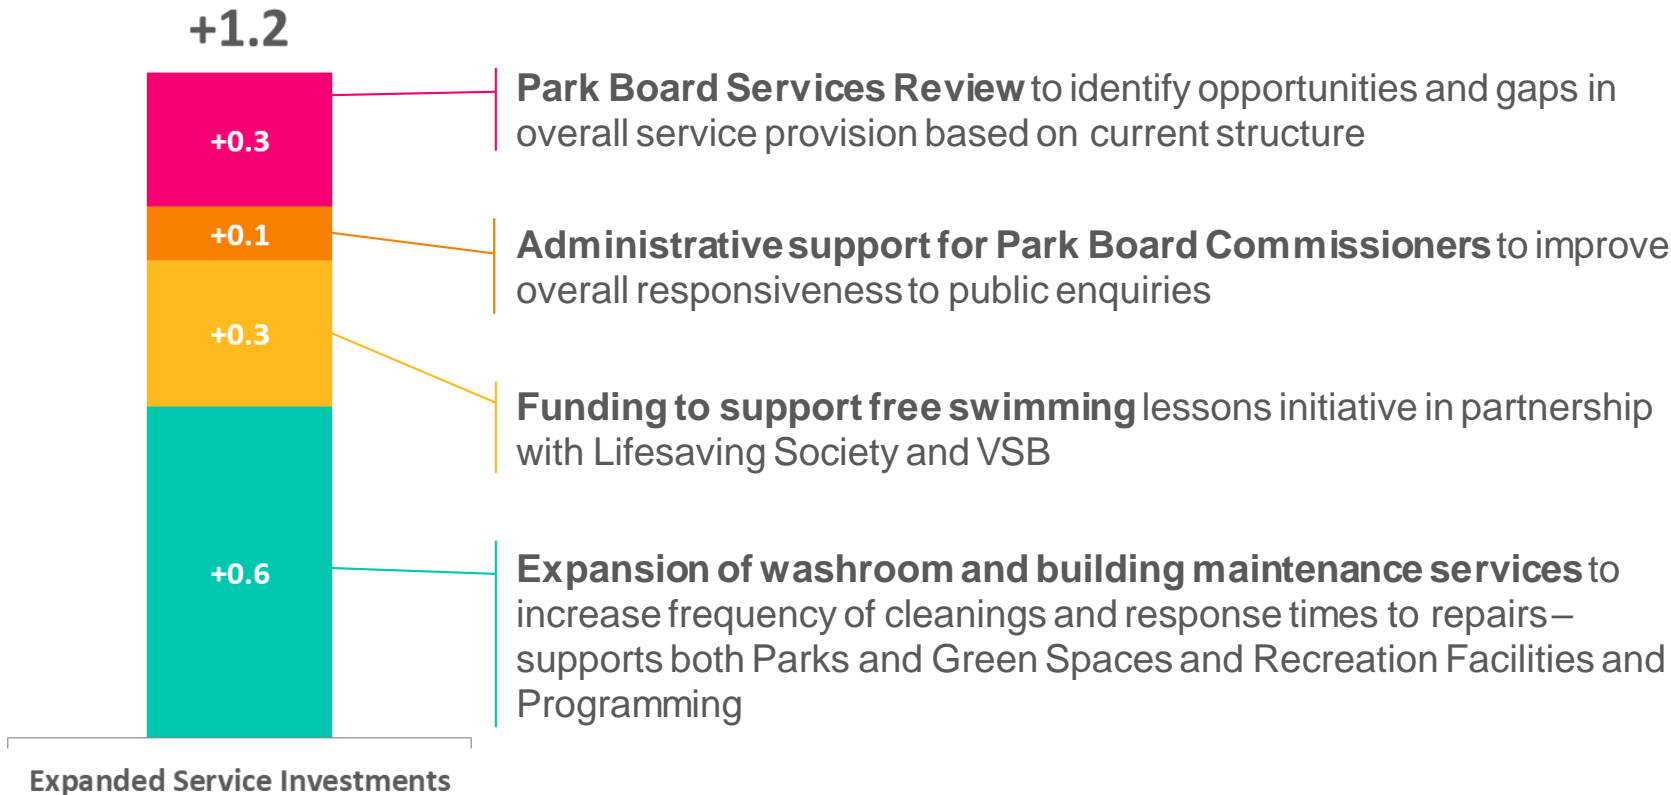 +1.2
+0.3
Park Board Services Review to identify opportunities and gaps in
overall service provision based on current structure
+0.1
Administrative support for Park Board Commissioners to improve
overall responsiveness to public enquiries
+0.3
Funding to support free swimming lessons initiative in partnership
with Lifesaving Society and VSB
+0.6
Expansion of washroom and building maintenance services to
increase frequency of cleanings and response times to repairs –
supports both Parks and Green Spaces and Recreation Facilities and
Programming
Expanded Service Investments